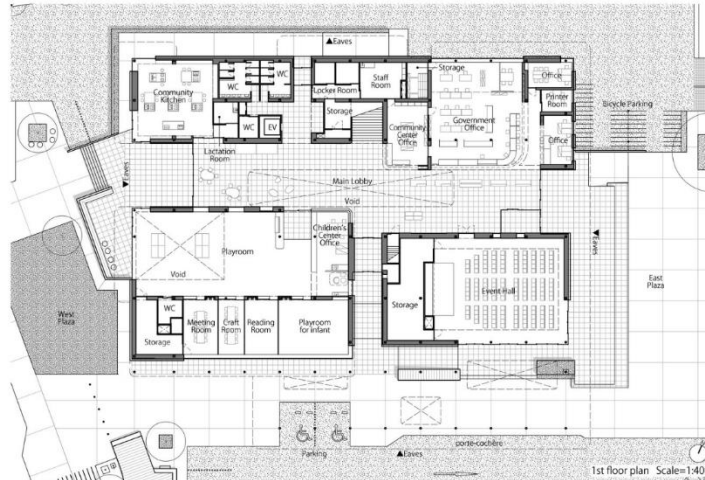 ▲Eaves
WC
WC
Storage
Staff
Room
Office
Community
Kitchen
Locker Room
Printer
Room
Bicycle Parking
Storage
Government
Office
WC
EV
Community
Center
Office
Office
Lactation
Room
▲Eaves
Main Lobby
Void
Children's
Center
Office
▲Eaves
Playroom
Void
East
Plaza
Event Hall
Storage
WC
West
Plaza
Meeting
Room
Craft
Room
Reading
Room
Playroom
for infant
Storage
porte-cochère
Parking
▲Eaves
1st floor plan Scale=1:40